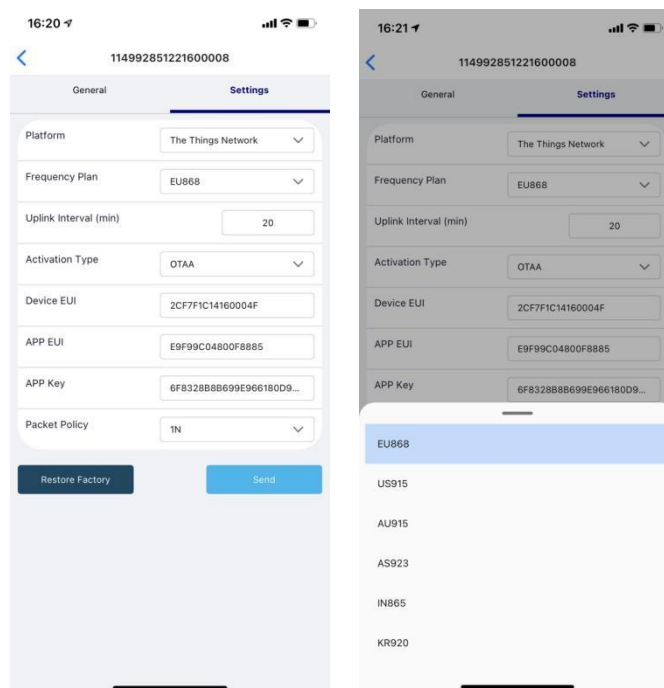 16:20
114992851221600008
General Settings
Platform The Things Network
Frequency Plan EU868
Uplink Interval (min) 20
Activation Type OTAA
Device EUI 2CF7F1C14160004F
APP EUI E9F99C04800F8885
APP Key 6F8328B8B699E966180D9...
Packet Policy 1N
Restore Factory Send
16:21
114992851221600008
General Settings
Platform The Things Network
Frequency Plan EU868
Uplink Interval (min) 20
Activation Type OTAA
Device EUI 2CF7F1C14160004F
APP EUI E9F99C04800F8885
APP Key 6F8328B8B699E966180D9...
EU868
US915
AU915
AS923
IN865
KR920